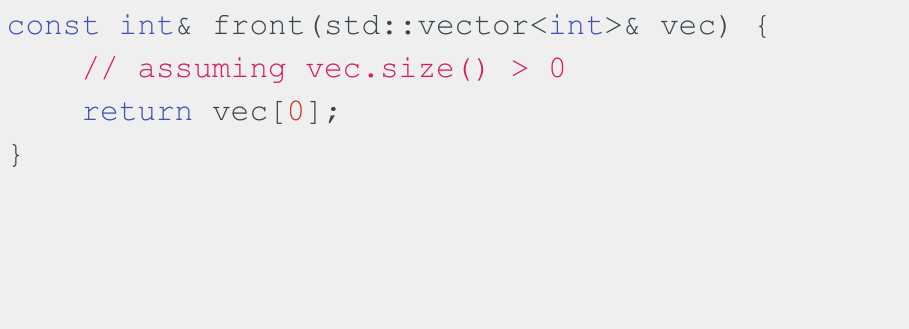 const int& front(std::vector<int>& vec) {
    // assuming vec.size() > 0
    return vec[0];
}